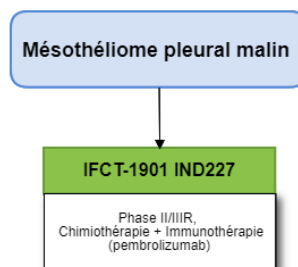 Mésothéliome pleural malin
IFCT-1901 IND227
Phase II/IIIR,
Chimiothérapie + Immunothérapie
(pembrolizumab)